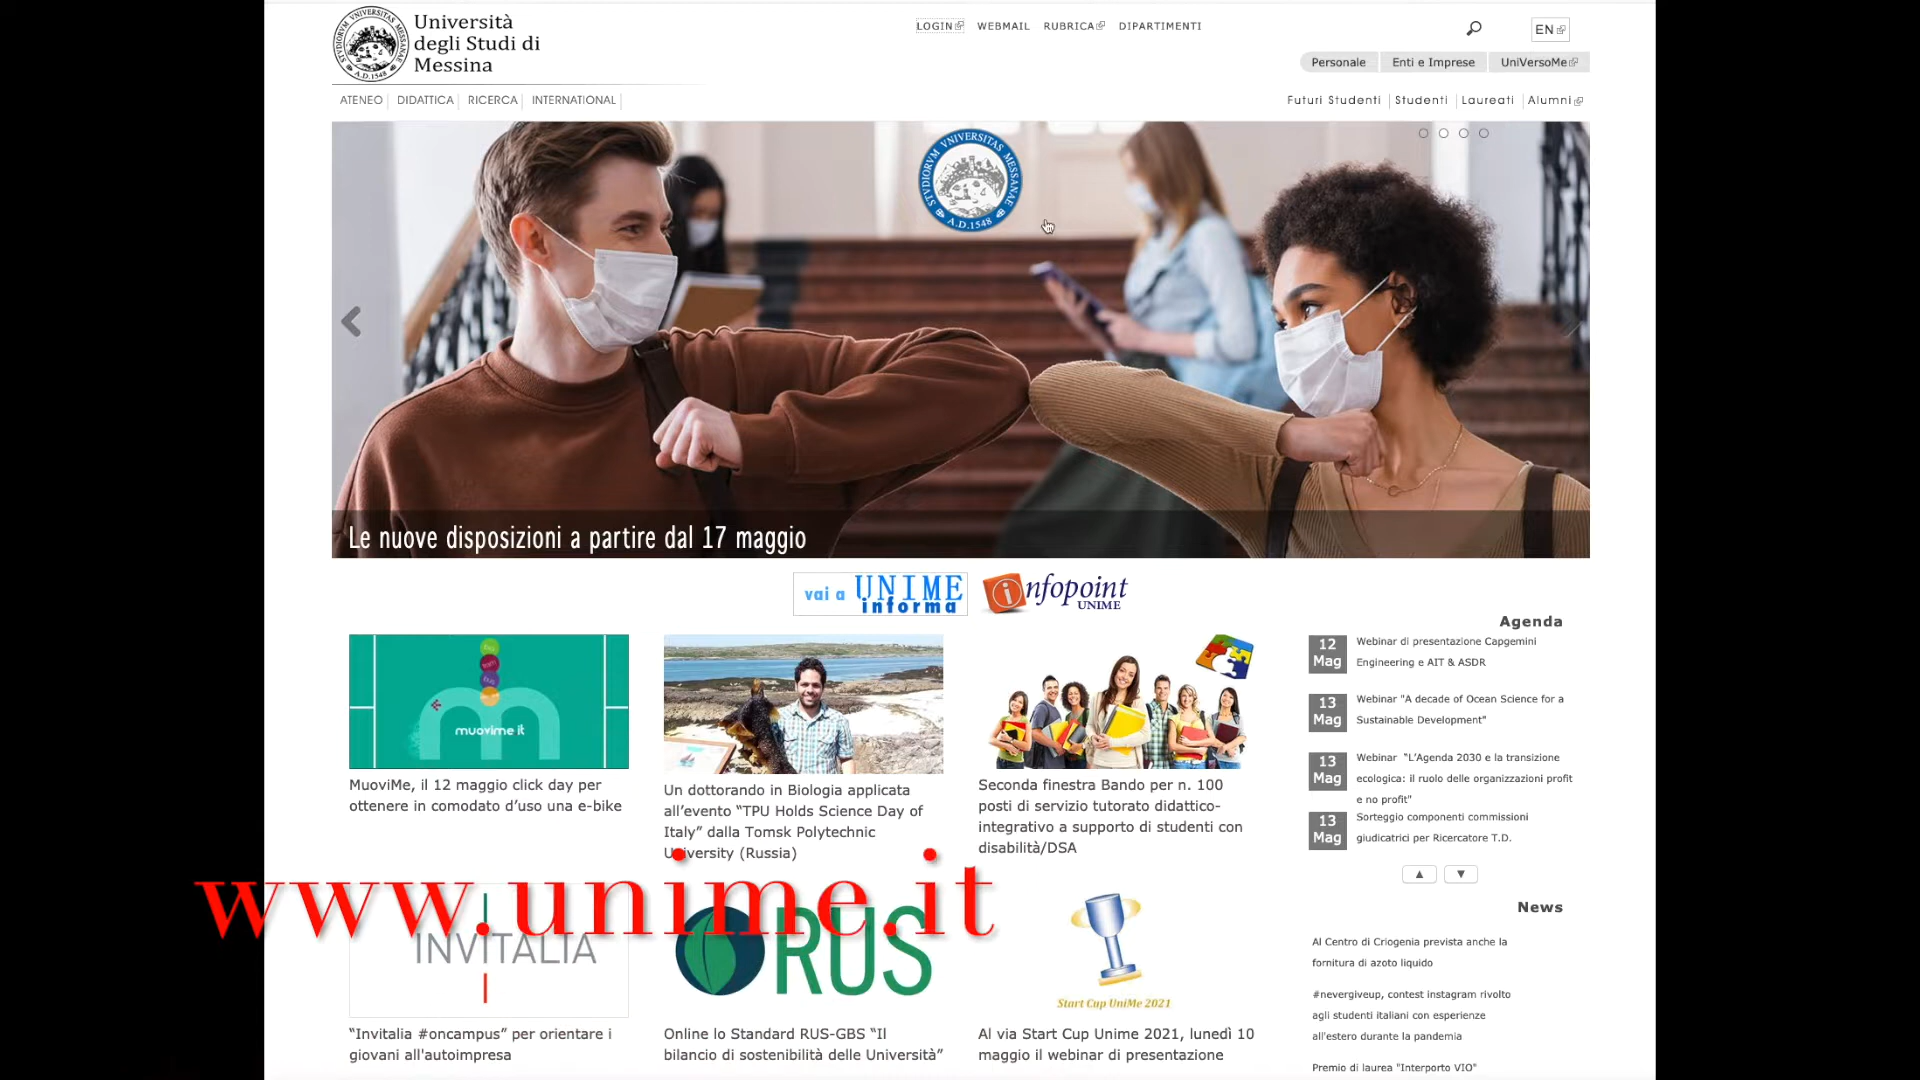 Università
degli Studi di
Messina
STVDIORVM VNIVERSITAS MESSANAE
A.D.1548
LOGIN
WEBMAIL
RUBRICA
DIPARTIMENTI
EN
Personale
Enti e Imprese
UniVersoMe
ATENEO
DIDATTICA
RICERCA
INTERNATIONAL
Futuri Studenti
Studenti
Laureati
Alumni
STVDIORVM VNIVERSITAS MESSANAE
A.D.1548
Le nuove disposizioni a partire dal 17 maggio
vai a UNIME
informa
infopoint
UNIME
muovime it
MuoviMe, il 12 maggio click day per
ottenere in comodato d’uso una e-bike
Un dottorando in Biologia applicata
all’evento “TPU Holds Science Day of
Italy” dalla Tomsk Polytechnic
University (Russia)
Seconda finestra Bando per n. 100
posti di servizio tutorato didattico-
integrativo a supporto di studenti con
disabilità/DSA
Agenda
12
Mag
Webinar di presentazione Capgemini
Engineering e AIT & ASDR
13
Mag
Webinar "A decade of Ocean Science for a
Sustainable Development"
13
Mag
Webinar “L’Agenda 2030 e la transizione
ecologica: il ruolo delle organizzazioni profit
e no profit"
13
Mag
Sorteggio componenti commissioni
giudicatrici per Ricercatore T.D.
www.unime.it
INVITALIA
RUS
Start Cup UniMe 2021
“Invitalia #oncampus” per orientare i
giovani all'autoimpresa
Online lo Standard RUS-GBS “Il
bilancio di sostenibilità delle Università”
Al via Start Cup Unime 2021, lunedì 10
maggio il webinar di presentazione
News
Al Centro di Criogenia prevista anche la
fornitura di azoto liquido
#nevergiveup, contest instagram rivolto
agli studenti italiani con esperienze
all'estero durante la pandemia
Premio di laurea "Interporto VIO"